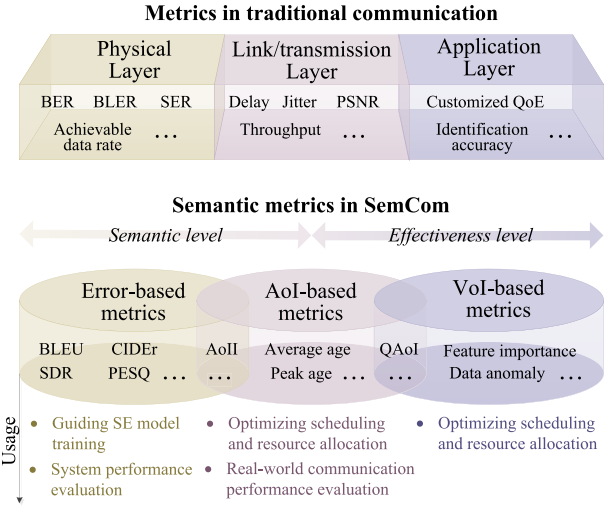 Metrics in traditional communication
Physical Layer
Link/transmission Layer
Application Layer
BER BLER SER
Achievable data rate ...
Delay Jitter PSNR
Throughput ...
Customized QoE
Identification accuracy ...
Semantic metrics in SemCom
Semantic level
Effectiveness level
Error-based metrics
AoI-based metrics
VoI-based metrics
BLEU CIDEr
SDR PESQ ...
AoII
...
Average age
Peak age ...
QAoI
...
Feature importance
Data anomaly ...
Usage
• Guiding SE model training
• System performance evaluation
• Optimizing scheduling and resource allocation
• Real-world communication performance evaluation
• Optimizing scheduling and resource allocation